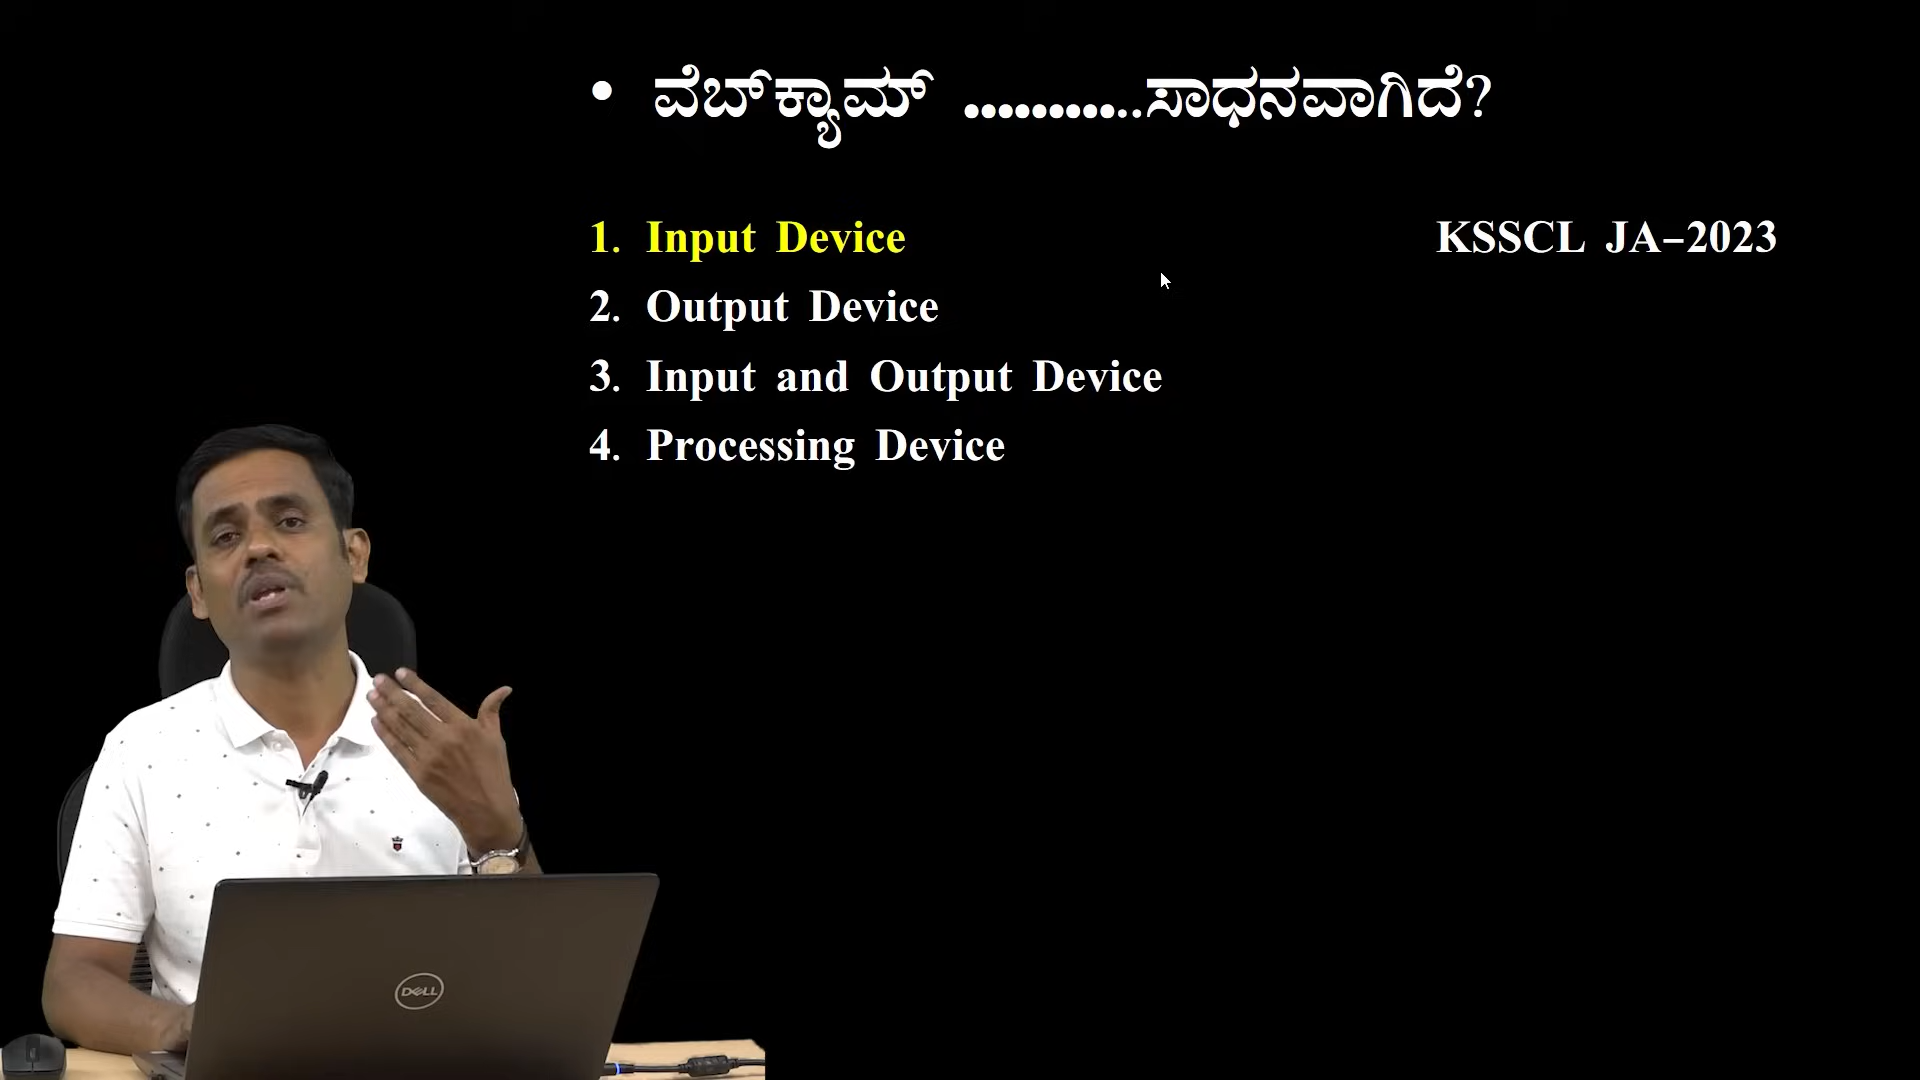 • ವೆಬ್‌ಕ್ಯಾಮ್ ............ಸಾಧನವಾಗಿದೆ?
1. Input Device
KSSCL JA–2023
2. Output Device
3. Input and Output Device
4. Processing Device
DELL